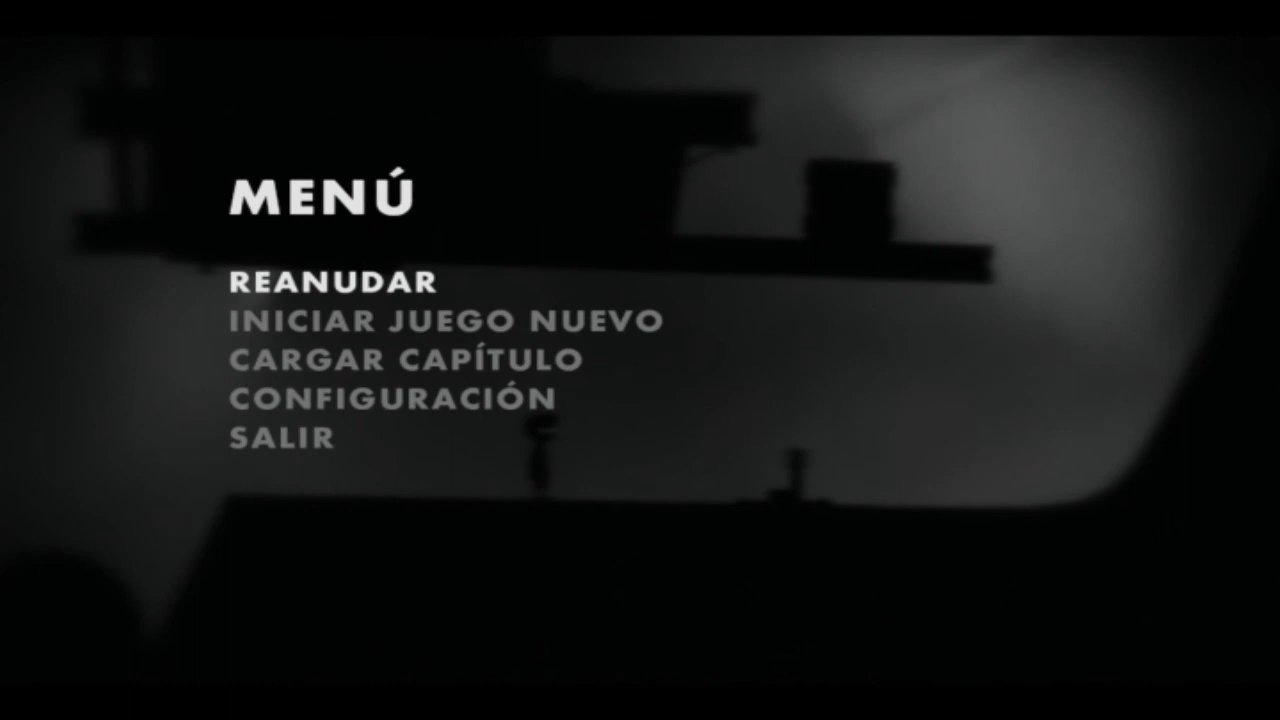 MENÚ
REANUDAR
INICIAR JUEGO NUEVO
CARGAR CAPÍTULO
CONFIGURACIÓN
SALIR